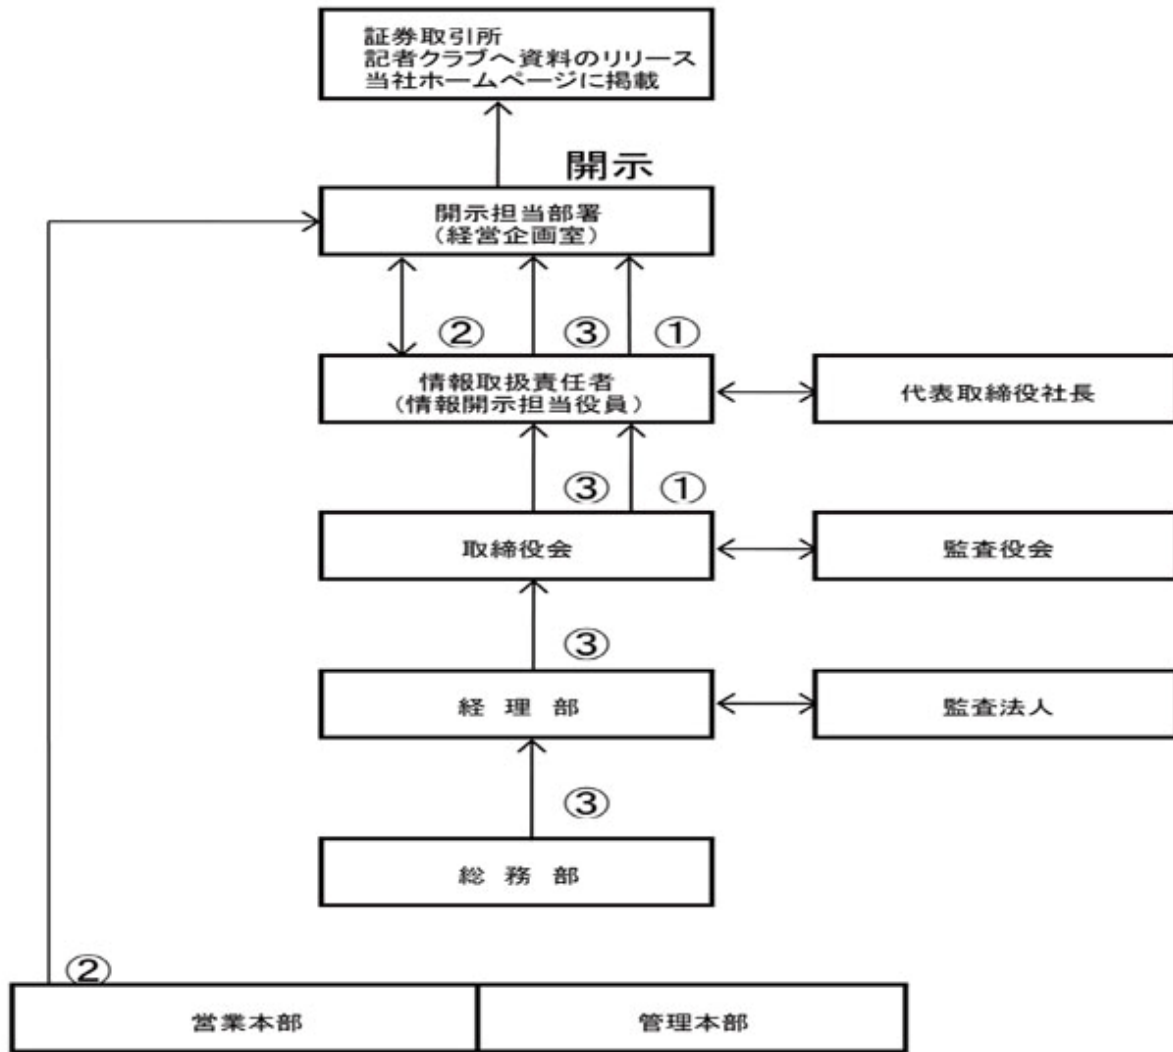 証券取引所
記者クラブへ資料のリリース
当社ホームページに掲載
開示
開示担当部署
（経営企画室）
② ③ ①
情報取扱責任者
（情報開示担当役員）
代表取締役社長
③ ①
取締役会
監査役会
③
経 理 部
監査法人
③
総 務 部
②
営業本部
管理本部